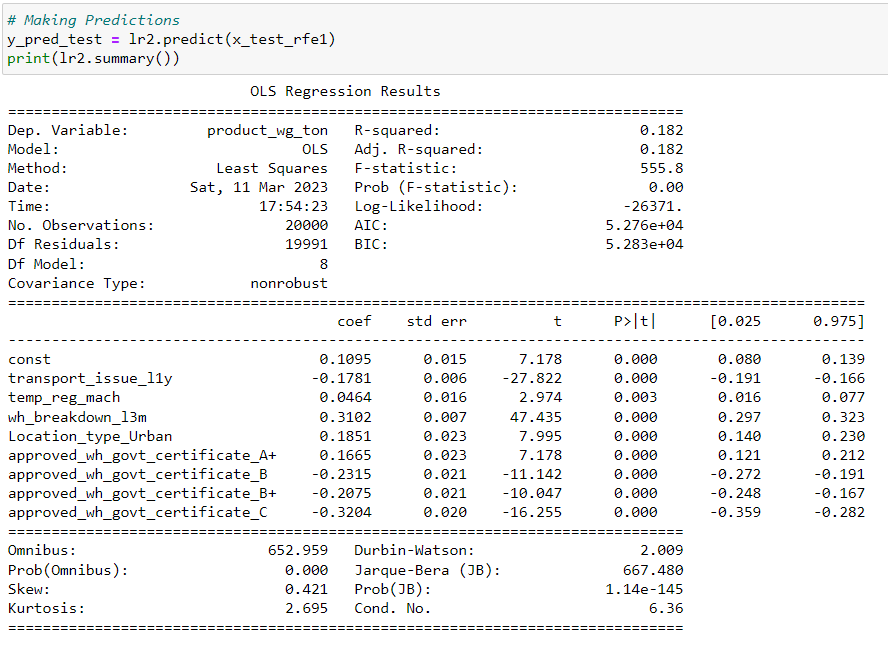 # Making Predictions
y_pred_test = lr2.predict(x_test_rfe1)
print(lr2.summary())
                            OLS Regression Results
==============================================================================
Dep. Variable:         product_wg_ton   R-squared:                       0.182
Model:                            OLS   Adj. R-squared:                  0.182
Method:                 Least Squares   F-statistic:                     555.8
Date:                Sat, 11 Mar 2023   Prob (F-statistic):               0.00
Time:                        17:54:23   Log-Likelihood:                -26371.
No. Observations:               20000   AIC:                         5.276e+04
Df Residuals:                   19991   BIC:                         5.283e+04
Df Model:                           8
Covariance Type:            nonrobust
===================================================================================================
                                      coef    std err          t      P>|t|      [0.025      0.975]
---------------------------------------------------------------------------------------------------
const                               0.1095      0.015      7.178      0.000       0.080       0.139
transport_issue_l1y                -0.1781      0.006    -27.822      0.000      -0.191      -0.166
temp_reg_mach                       0.0464      0.016      2.974      0.003       0.016       0.077
wh_breakdown_l3m                    0.3102      0.007     47.435      0.000       0.297       0.323
Location_type_Urban                 0.1851      0.023      7.995      0.000       0.140       0.230
approved_wh_govt_certificate_A+     0.1665      0.023      7.178      0.000       0.121       0.212
approved_wh_govt_certificate_B     -0.2315      0.021    -11.142      0.000      -0.272      -0.191
approved_wh_govt_certificate_B+    -0.2075      0.021    -10.047      0.000      -0.248      -0.167
approved_wh_govt_certificate_C     -0.3204      0.020    -16.255      0.000      -0.359      -0.282
==============================================================================
Omnibus:                      652.959   Durbin-Watson:                   2.009
Prob(Omnibus):                  0.000   Jarque-Bera (JB):              667.480
Skew:                           0.421   Prob(JB):                    1.14e-145
Kurtosis:                       2.695   Cond. No.                         6.36
==============================================================================